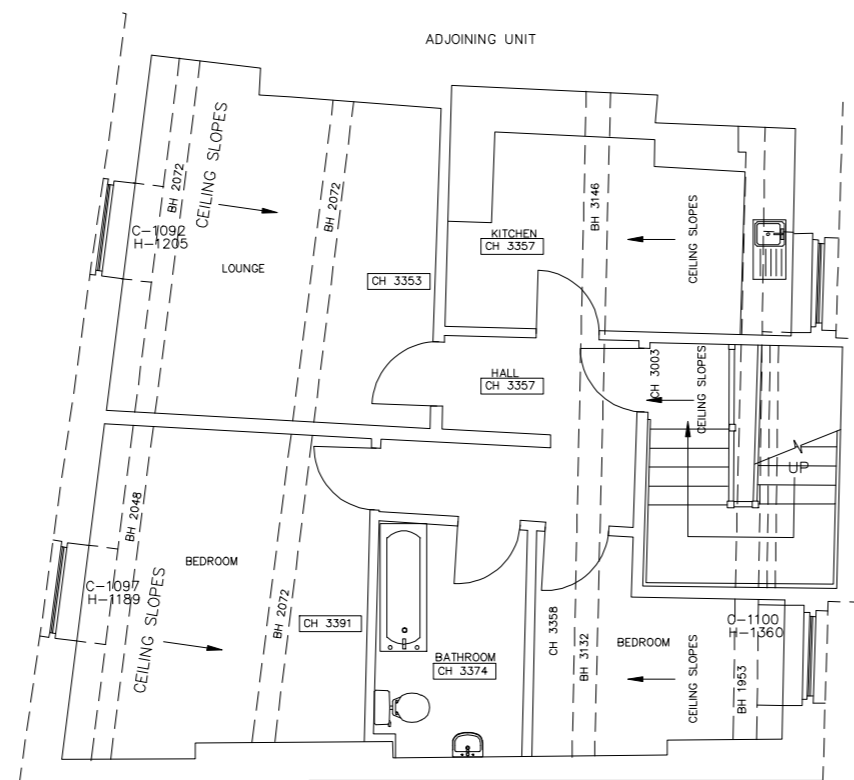 ADJOINING UNIT
BH 2072
CEILING SLOPES
BH 2072
C-1092
H-1205
LOUNGE
CH 3353
KITCHEN
CH 3357
BH 3146
CEILING SLOPES
HALL
CH 3357
CH 3003
CEILING SLOPES
UP
BH 2048
BEDROOM
C-1097
H-1189
CEILING SLOPES
BH 2072
CH 3391
BATHROOM
CH 3374
CH 3358
BH 3132
BEDROOM
CEILING SLOPES
C-1100
H-1360
BH 1953